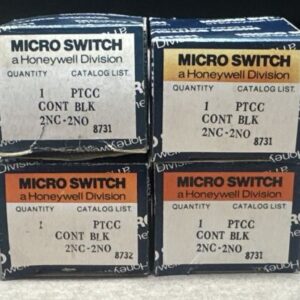 MICRO SWITCH
a Honeywell Division
QUANTITY CATALOG LIST.
1 PTCC
CONT BLK
2NC-2NO
8731
MICRO SWITCH
a Honeywell Division
QUANTITY CATALOG LIST.
1 PTCC
CONT BLK
2NC-2NO
8731
MICRO SWITCH
a Honeywell Division
QUANTITY CATALOG LIST.
1 PTCC
CONT BLK
2NC-2NO
8732
MICRO SWITCH
a Honeywell Division
QUANTITY CATALOG LIST.
1 PTCC
CONT BLK
2NC-2NO
8731